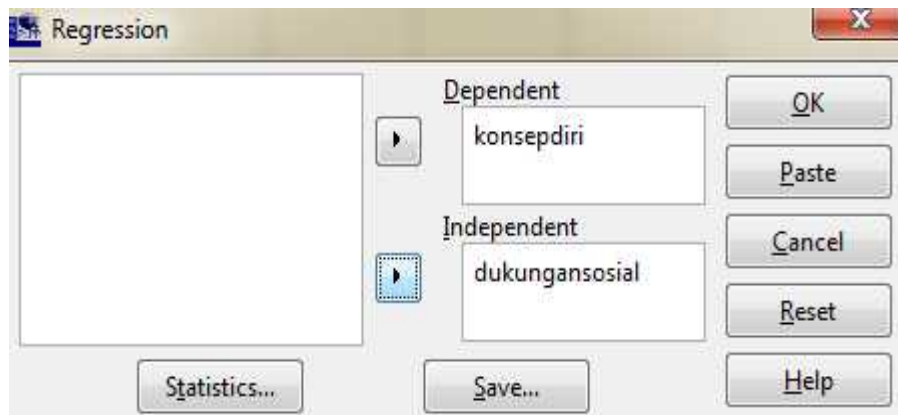 Regression
Dependent
konsepdiri
Independent
dukungansosial
OK
Paste
Cancel
Reset
Help
Statistics...
Save...